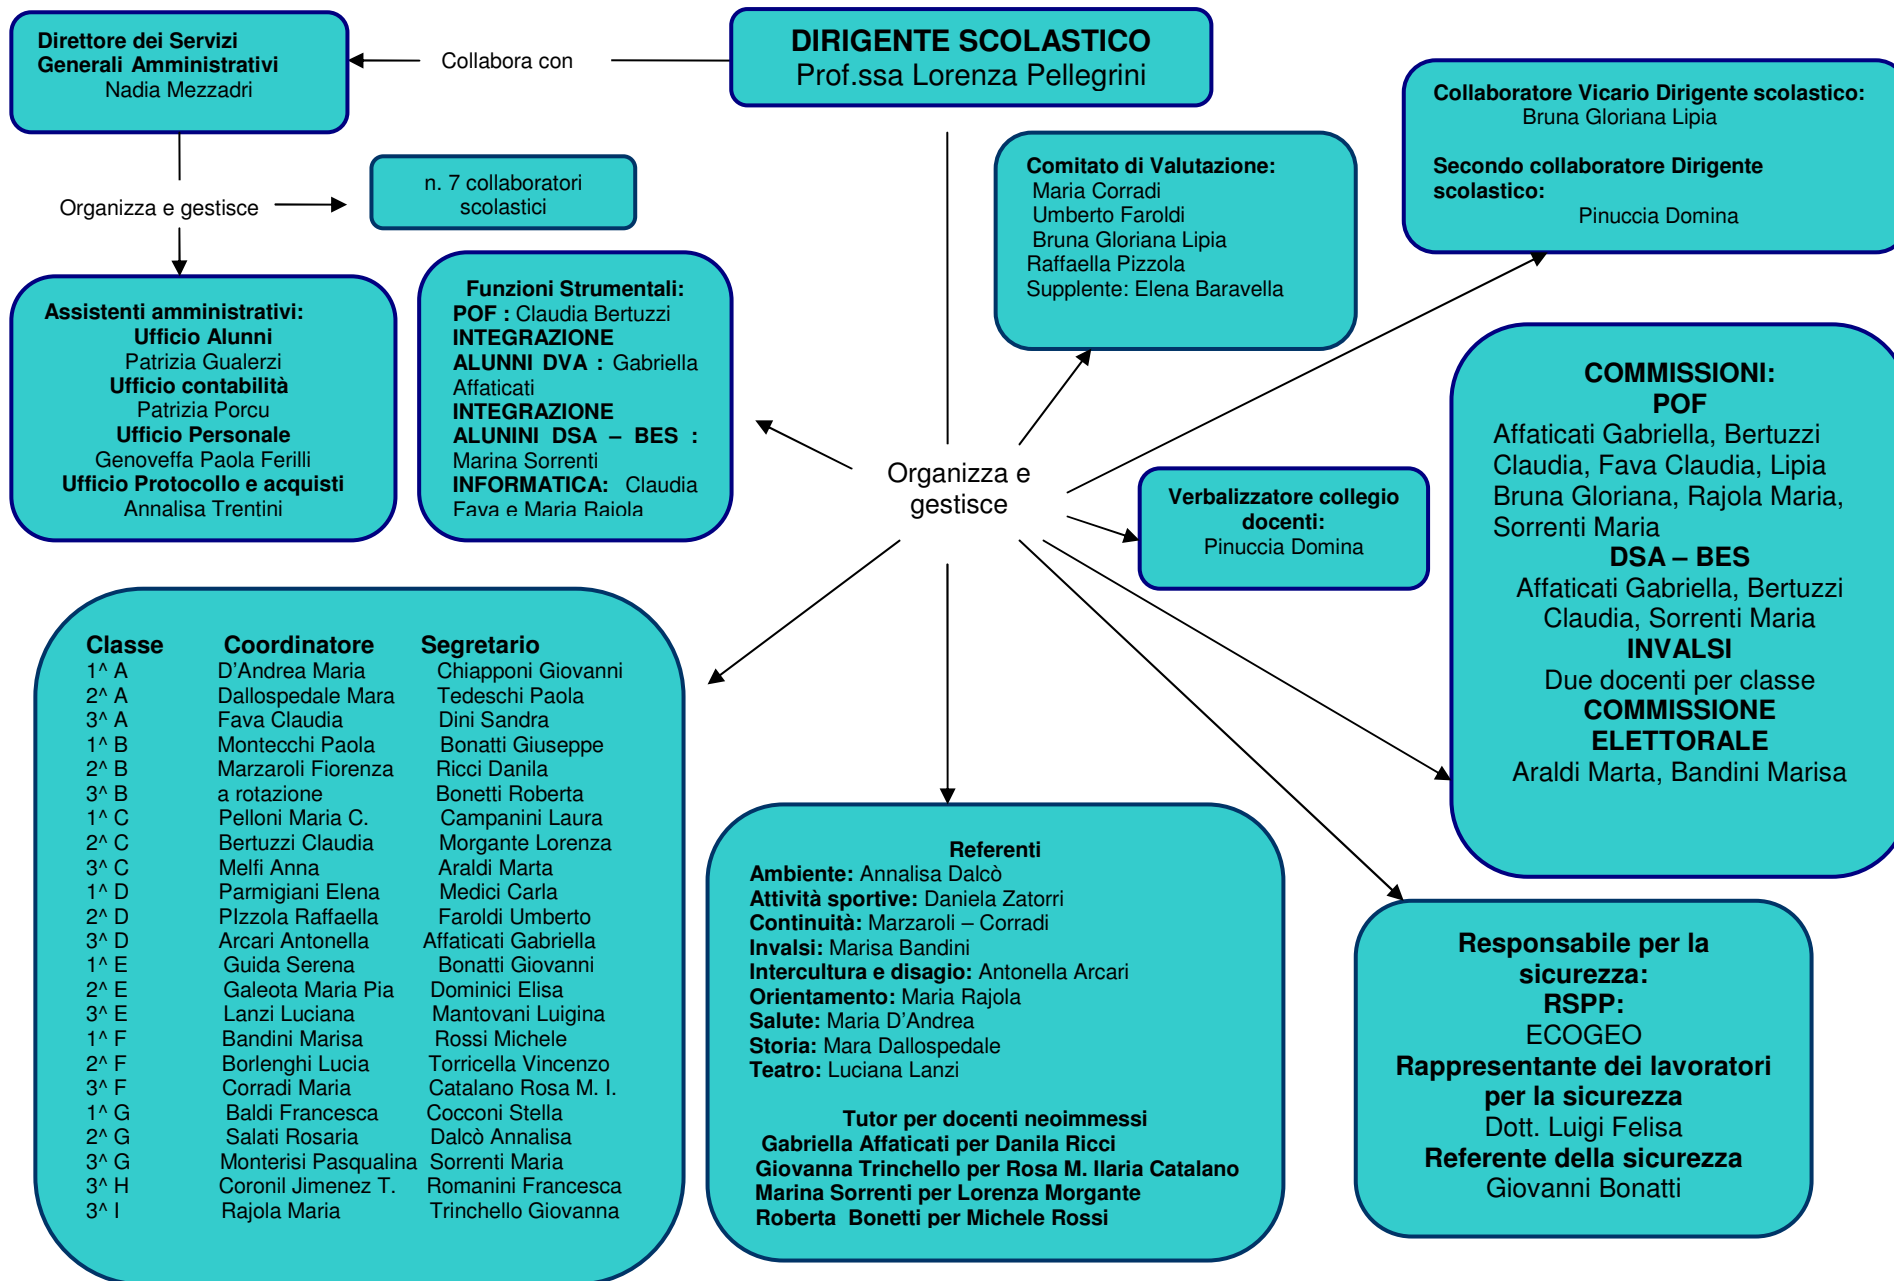 Direttore dei Servizi
Generali Amministrativi
Nadia Mezzadri
Collabora con
DIRIGENTE SCOLASTICO
Prof.ssa Lorenza Pellegrini
Collaboratore Vicario Dirigente scolastico:
Bruna Gloriana Lipia
Secondo collaboratore Dirigente
scolastico:
Pinuccia Domina
Comitato di Valutazione:
Maria Corradi
Umberto Faroldi
Bruna Gloriana Lipia
Raffaella Pizzola
Supplente: Elena Baravella
n. 7 collaboratori
scolastici
Organizza e gestisce
Assistenti amministrativi:
Ufficio Alunni
Patrizia Gualerzi
Ufficio contabilità
Patrizia Porcu
Ufficio Personale
Genoveffa Paola Ferilli
Ufficio Protocollo e acquisti
Annalisa Trentini
Funzioni Strumentali:
POF : Claudia Bertuzzi
INTEGRAZIONE
ALUNNI DVA : Gabriella
Affaticati
INTEGRAZIONE
ALUNINI DSA – BES :
Marina Sorrenti
INFORMATICA: Claudia
Fava e Maria Rajola
Organizza e
gestisce
Verbalizzatore collegio
docenti:
Pinuccia Domina
COMMISSIONI:
POF
Affaticati Gabriella, Bertuzzi
Claudia, Fava Claudia, Lipia
Bruna Gloriana, Rajola Maria,
Sorrenti Maria
DSA – BES
Affaticati Gabriella, Bertuzzi
Claudia, Sorrenti Maria
INVALSI
Due docenti per classe
COMMISSIONE
ELETTORALE
Araldi Marta, Bandini Marisa
Classe Coordinatore Segretario
1^ A D'Andrea Maria Chiapponi Giovanni
2^ A Dallospedale Mara Tedeschi Paola
3^ A Fava Claudia Dini Sandra
1^ B Montecchi Paola Bonatti Giuseppe
2^ B Marzaroli Fiorenza Ricci Danila
3^ B a rotazione Bonetti Roberta
1^ C Pelloni Maria C. Campanini Laura
2^ C Bertuzzi Claudia Morgante Lorenza
3^ C Melfi Anna Araldi Marta
1^ D Parmigiani Elena Medici Carla
2^ D PIzzola Raffaella Faroldi Umberto
3^ D Arcari Antonella Affaticati Gabriella
1^ E Guida Serena Bonatti Giovanni
2^ E Galeota Maria Pia Dominici Elisa
3^ E Lanzi Luciana Mantovani Luigina
1^ F Bandini Marisa Rossi Michele
2^ F Borlenghi Lucia Torricella Vincenzo
3^ F Corradi Maria Catalano Rosa M. I.
1^ G Baldi Francesca Cocconi Stella
2^ G Salati Rosaria Dalcò Annalisa
3^ G Monterisi Pasqualina Sorrenti Maria
3^ H Coronil Jimenez T. Romanini Francesca
3^ I Rajola Maria Trinchello Giovanna
Referenti
Ambiente: Annalisa Dalcò
Attività sportive: Daniela Zatorri
Continuità: Marzaroli – Corradi
Invalsi: Marisa Bandini
Intercultura e disagio: Antonella Arcari
Orientamento: Maria Rajola
Salute: Maria D'Andrea
Storia: Mara Dallospedale
Teatro: Luciana Lanzi
Tutor per docenti neoimmessi
Gabriella Affaticati per Danila Ricci
Giovanna Trinchello per Rosa M. Ilaria Catalano
Marina Sorrenti per Lorenza Morgante
Roberta Bonetti per Michele Rossi
Responsabile per la
sicurezza:
RSPP:
ECOGEO
Rappresentante dei lavoratori
per la sicurezza
Dott. Luigi Felisa
Referente della sicurezza
Giovanni Bonatti